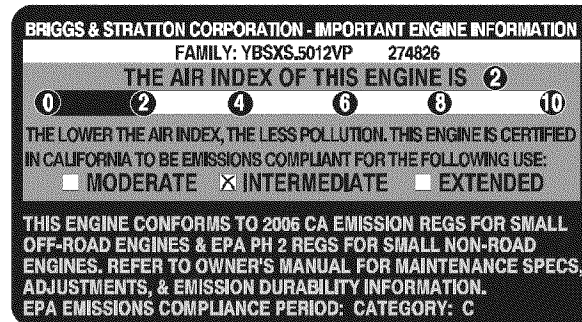 BRIGGS & STRATTON CORPORATION - IMPORTANT ENGINE INFORMATION
FAMILY: YBSXS.5012VP 274826
THE AIR INDEX OF THIS ENGINE IS 2
0 2 4 6 8 10
THE LOWER THE AIR INDEX, THE LESS POLLUTION. THIS ENGINE IS CERTIFIED
IN CALIFORNIA TO BE EMISSIONS COMPLIANT FOR THE FOLLOWING USE:
☐ MODERATE ☒ INTERMEDIATE ☐ EXTENDED
THIS ENGINE CONFORMS TO 2006 CA EMISSION REGS FOR SMALL
OFF-ROAD ENGINES & EPA PH 2 REGS FOR SMALL NON-ROAD
ENGINES. REFER TO OWNER'S MANUAL FOR MAINTENANCE SPECS,
ADJUSTMENTS, & EMISSION DURABILITY INFORMATION.
EPA EMISSIONS COMPLIANCE PERIOD: CATEGORY: C